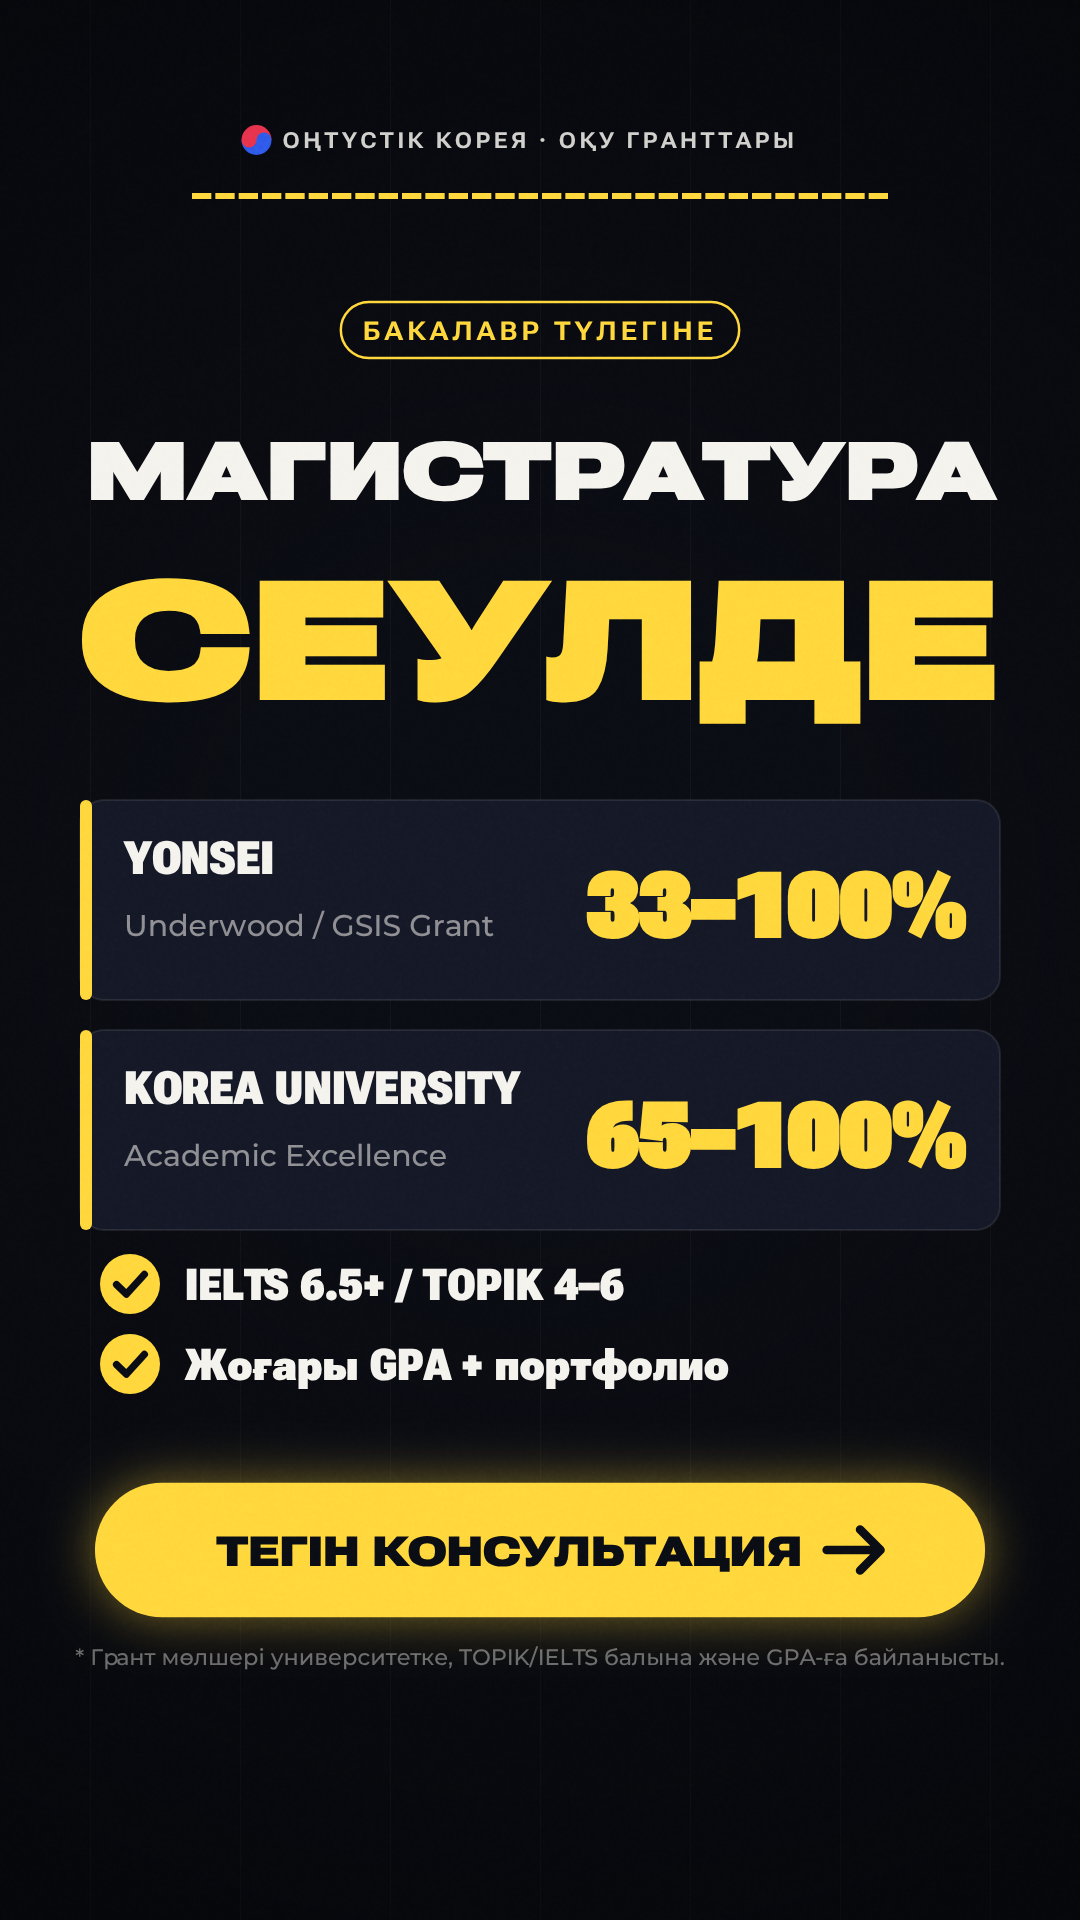 ОҢТҮСТІК КОРЕЯ · ОҚУ ГРАНТТАРЫ
БАКАЛАВР ТҮЛЕГІНЕ
МАГИСТРАТУРА
СЕУЛДЕ
YONSEI
Underwood / GSIS Grant
33–100%
KOREA UNIVERSITY
Academic Excellence
65–100%
IELTS 6.5+ / TOPIK 4–6
Жоғары GPA + портфолио
ТЕГІН КОНСУЛЬТАЦИЯ →
* Грант мөлшері университетке, TOPIK/IELTS балына және GPA-ға байланысты.